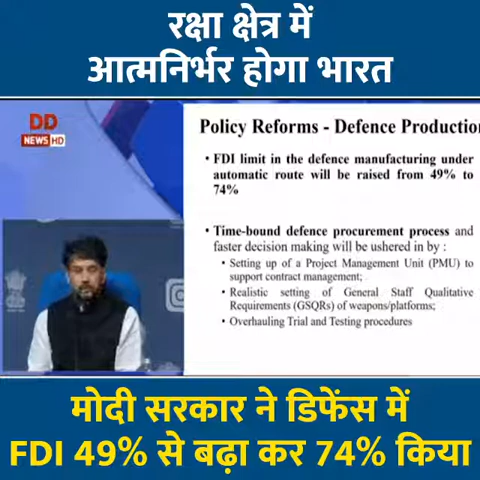 रक्षा क्षेत्र में
आत्मनिर्भर होगा भारत
DD
NEWS HD
Policy Reforms - Defence Production
• FDI limit in the defence manufacturing under
automatic route will be raised from 49% to
74%
• Time-bound defence procurement process and
faster decision making will be ushered in by :
• Setting up of a Project Management Unit (PMU) to
support contract management;
• Realistic setting of General Staff Qualitative
Requirements (GSQRs) of weapons/platforms;
• Overhauling Trial and Testing procedures
मोदी सरकार ने डिफेंस में
FDI 49% से बढ़ा कर 74% किया